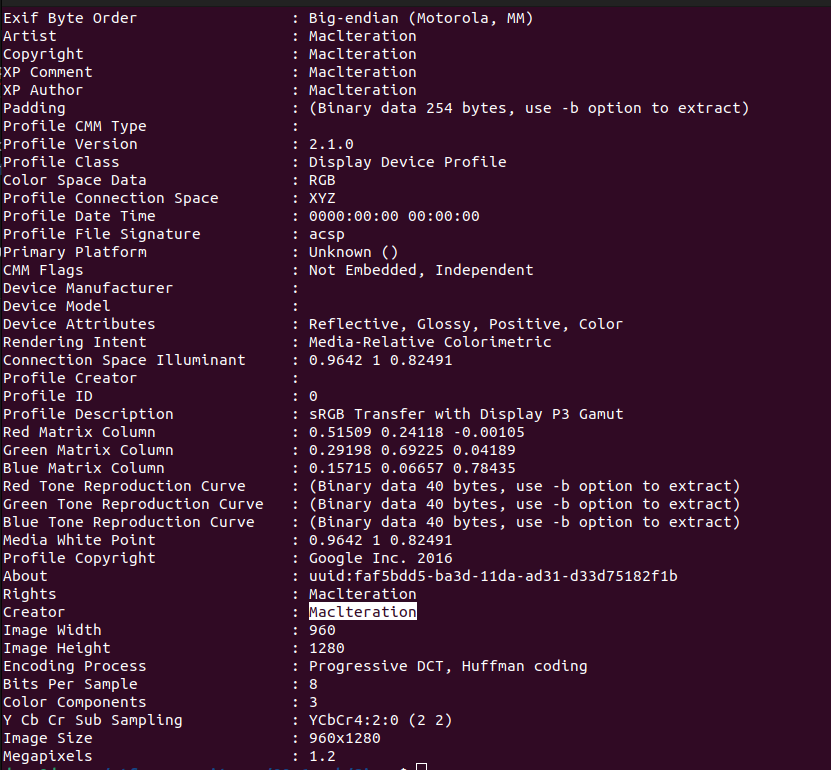 Exif Byte Order : Big-endian (Motorola, MM)
Artist : Maclteration
Copyright : Maclteration
XP Comment : Maclteration
XP Author : Maclteration
Padding : (Binary data 254 bytes, use -b option to extract)
Profile CMM Type :
Profile Version : 2.1.0
Profile Class : Display Device Profile
Color Space Data : RGB
Profile Connection Space : XYZ
Profile Date Time : 0000:00:00 00:00:00
Profile File Signature : acsp
Primary Platform : Unknown ()
CMM Flags : Not Embedded, Independent
Device Manufacturer :
Device Model :
Device Attributes : Reflective, Glossy, Positive, Color
Rendering Intent : Media-Relative Colorimetric
Connection Space Illuminant : 0.9642 1 0.82491
Profile Creator :
Profile ID : 0
Profile Description : sRGB Transfer with Display P3 Gamut
Red Matrix Column : 0.51509 0.24118 -0.00105
Green Matrix Column : 0.29198 0.69225 0.04189
Blue Matrix Column : 0.15715 0.06657 0.78435
Red Tone Reproduction Curve : (Binary data 40 bytes, use -b option to extract)
Green Tone Reproduction Curve : (Binary data 40 bytes, use -b option to extract)
Blue Tone Reproduction Curve : (Binary data 40 bytes, use -b option to extract)
Media White Point : 0.9642 1 0.82491
Profile Copyright : Google Inc. 2016
About : uuid:faf5bdd5-ba3d-11da-ad31-d33d75182f1b
Rights : Maclteration
Creator : Maclteration
Image Width : 960
Image Height : 1280
Encoding Process : Progressive DCT, Huffman coding
Bits Per Sample : 8
Color Components : 3
Y Cb Cr Sub Sampling : YCbCr4:2:0 (2 2)
Image Size : 960x1280
Megapixels : 1.2